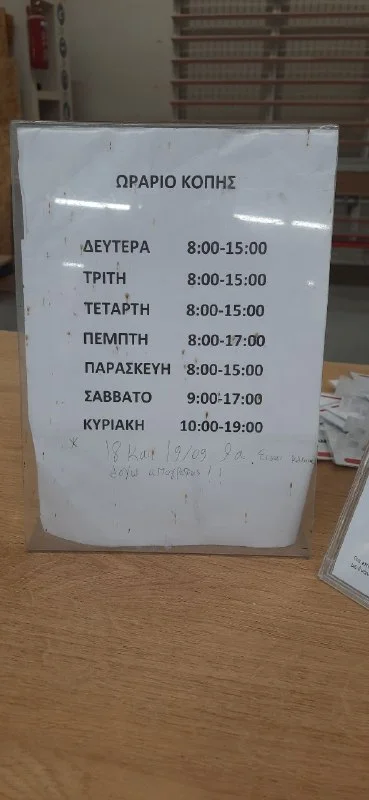 ΩΡΑΡΙΟ ΚΟΠΗΣ
ΔΕΥΤΕΡΑ 8:00-15:00
ΤΡΙΤΗ 8:00-15:00
ΤΕΤΑΡΤΗ 8:00-15:00
ΠΕΜΠΤΗ 8:00-17:00
ΠΑΡΑΣΚΕΥΗ 8:00-15:00
ΣΑΒΒΑΤΟ 9:00-17:00
ΚΥΡΙΑΚΗ 10:00-19:00
* 18 και 19/09 θα είναι κλειστά
λόγω απογραφής !!